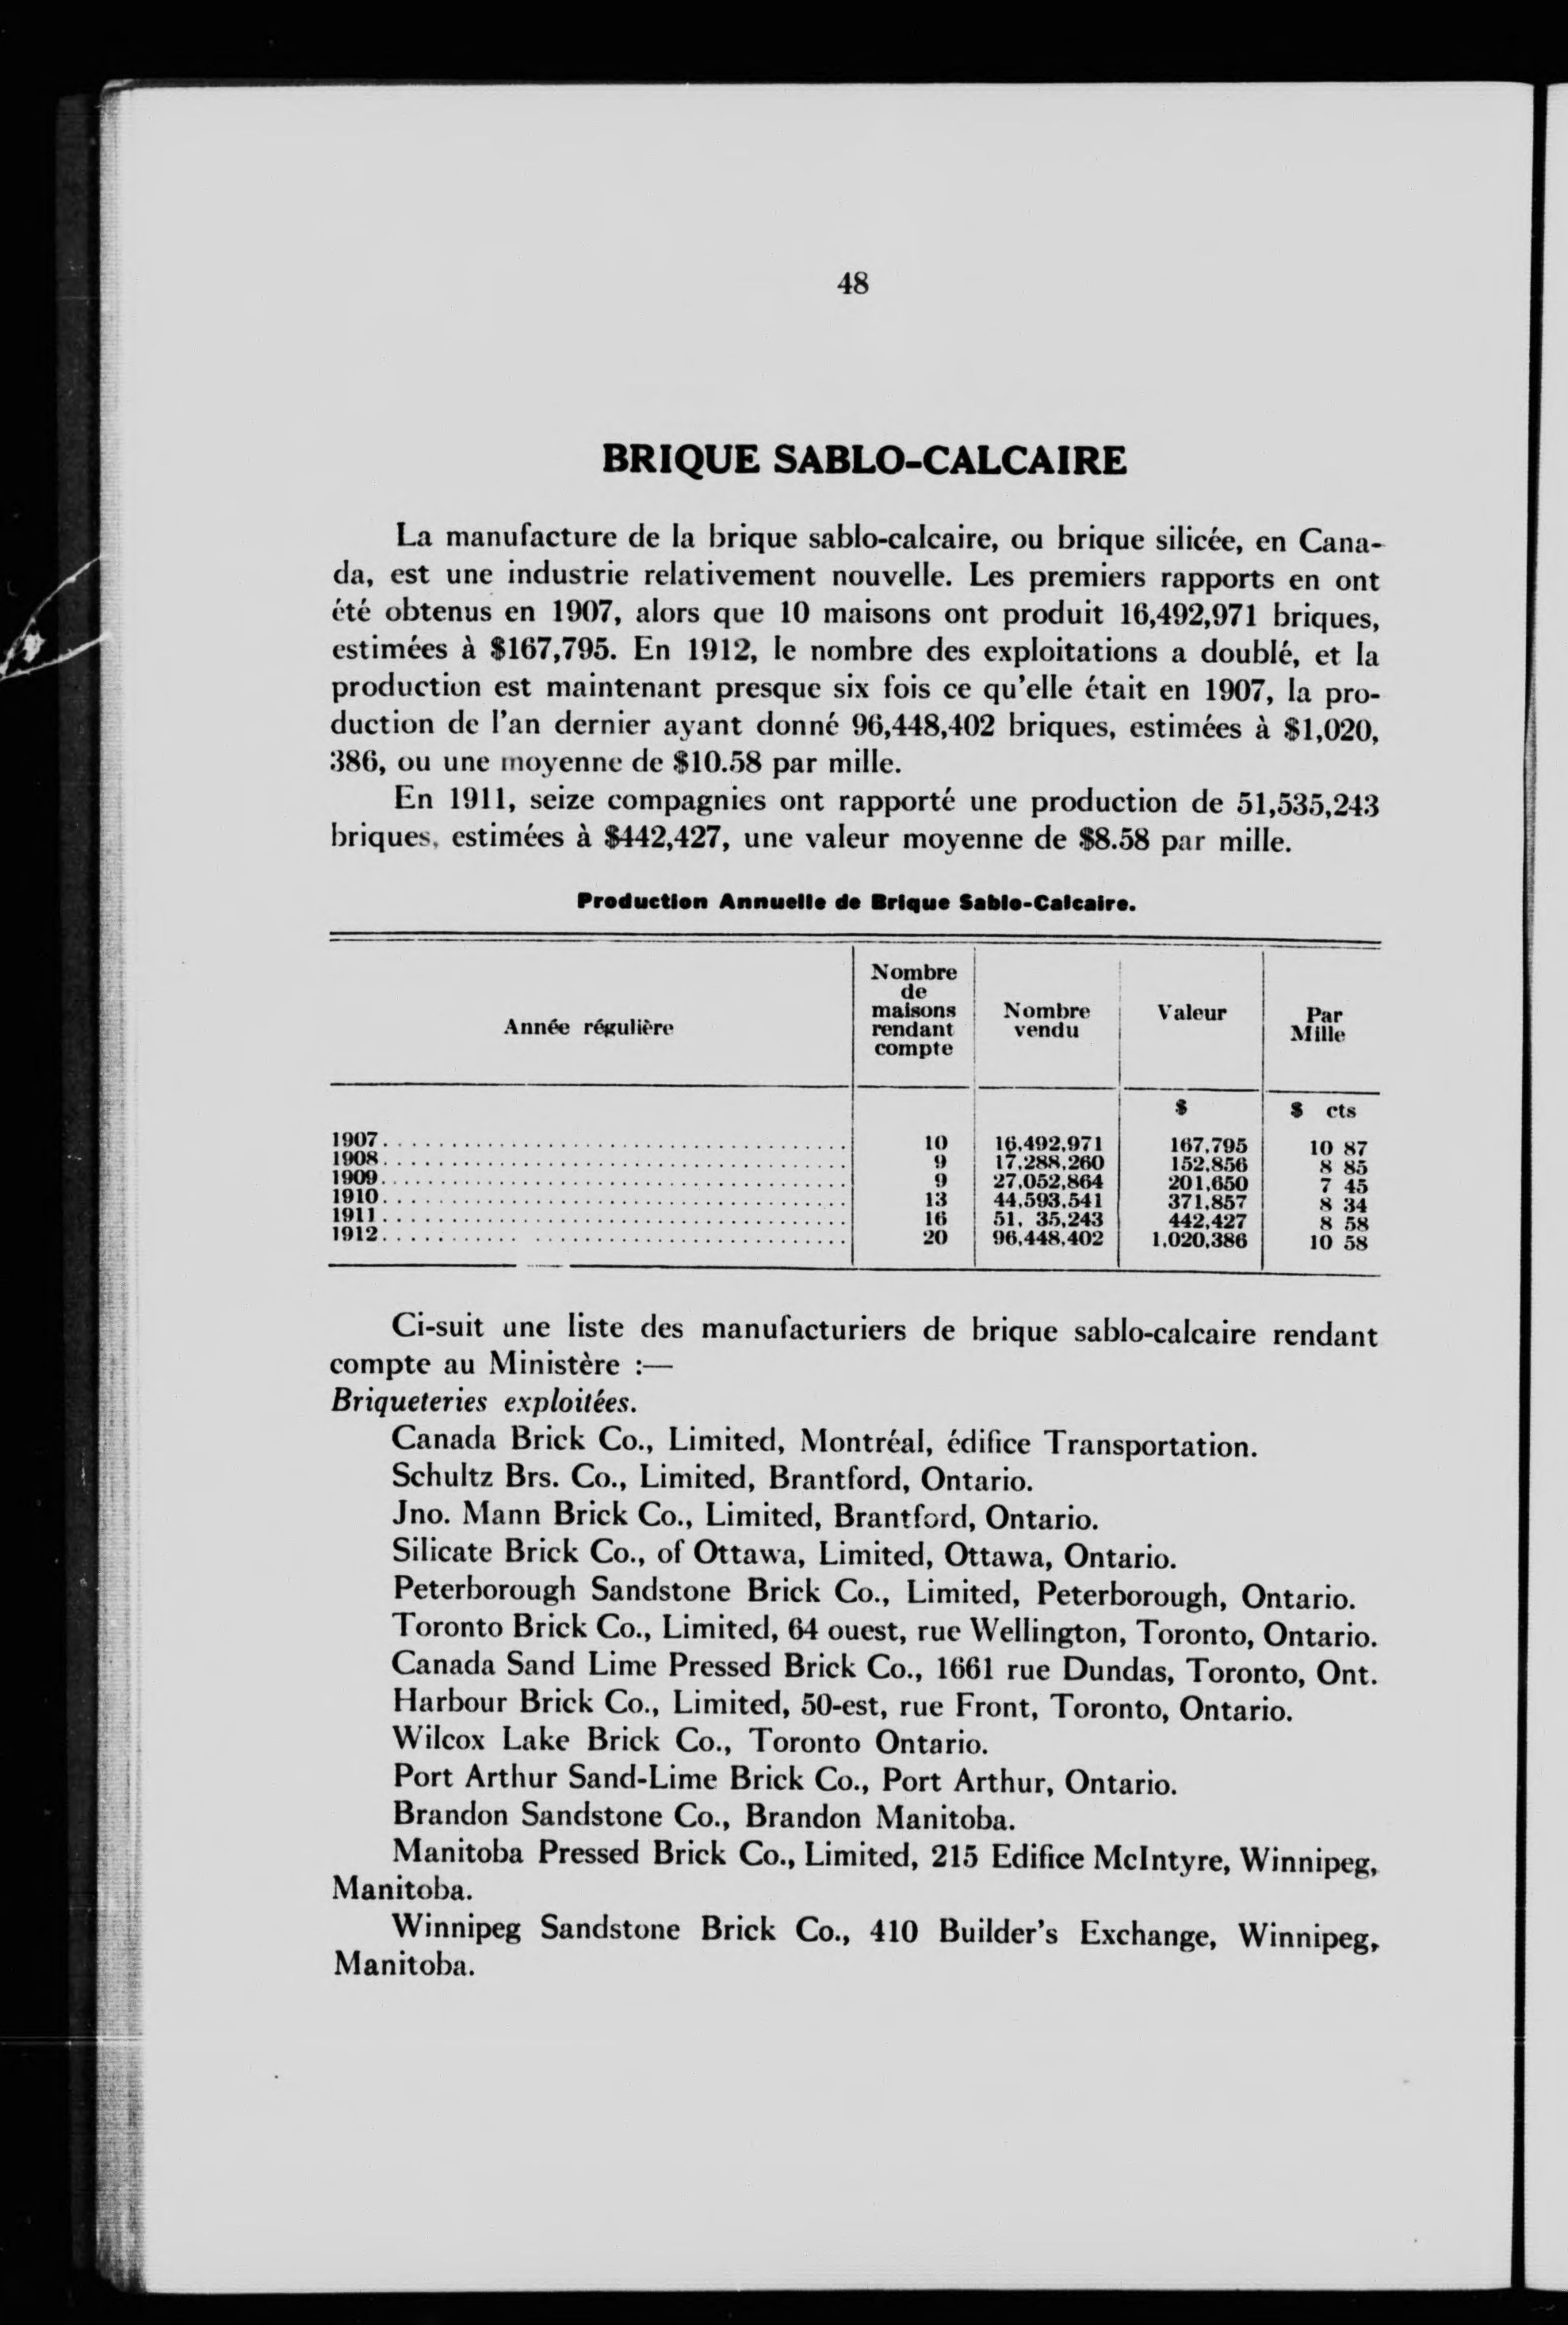 48
BRIQUE SABLO-CALCAIRE
La manufacture de la brique sablo-calcaire, ou brique silicée, en Cana-
da, est une industrie relativement nouvelle. Les premiers rapports en ont
été obtenus en 1907, alors que 10 maisons ont produit 16,492,971 briques,
estimées à $167,795. En 1912, le nombre des exploitations a doublé, et la
production est maintenant presque six fois ce qu'elle était en 1907, la pro-
duction de l'an dernier ayant donné 96,448,402 briques, estimées à $1,020,
386, ou une moyenne de $10.58 par mille.
En 1911, seize compagnies ont rapporté une production de 51,535,243
briques, estimées à $442,427, une valeur moyenne de $8.58 par mille.
Production Annuelle de Brique Sablo-Calcaire.
Année régulière | Nombre de maisons rendant compte | Nombre vendu | Valeur | Par Mille
$ | $ cts
1907 10 16,492,971 167,795 10 87
1908 9 17,288,260 152,856 8 85
1909 9 27,052,864 201,650 7 45
1910 13 44,593,541 371,857 8 34
1911 16 51, 35,243 442,427 8 58
1912 20 96,448,402 1,020,386 10 58
Ci-suit une liste des manufacturiers de brique sablo-calcaire rendant
compte au Ministère :—
Briqueteries exploitées.
Canada Brick Co., Limited, Montréal, édifice Transportation.
Schultz Brs. Co., Limited, Brantford, Ontario.
Jno. Mann Brick Co., Limited, Brantford, Ontario.
Silicate Brick Co., of Ottawa, Limited, Ottawa, Ontario.
Peterborough Sandstone Brick Co., Limited, Peterborough, Ontario.
Toronto Brick Co., Limited, 64 ouest, rue Wellington, Toronto, Ontario.
Canada Sand Lime Pressed Brick Co., 1661 rue Dundas, Toronto, Ont.
Harbour Brick Co., Limited, 50-est, rue Front, Toronto, Ontario.
Wilcox Lake Brick Co., Toronto Ontario.
Port Arthur Sand-Lime Brick Co., Port Arthur, Ontario.
Brandon Sandstone Co., Brandon Manitoba.
Manitoba Pressed Brick Co., Limited, 215 Edifice McIntyre, Winnipeg,
Manitoba.
Winnipeg Sandstone Brick Co., 410 Builder's Exchange, Winnipeg,
Manitoba.